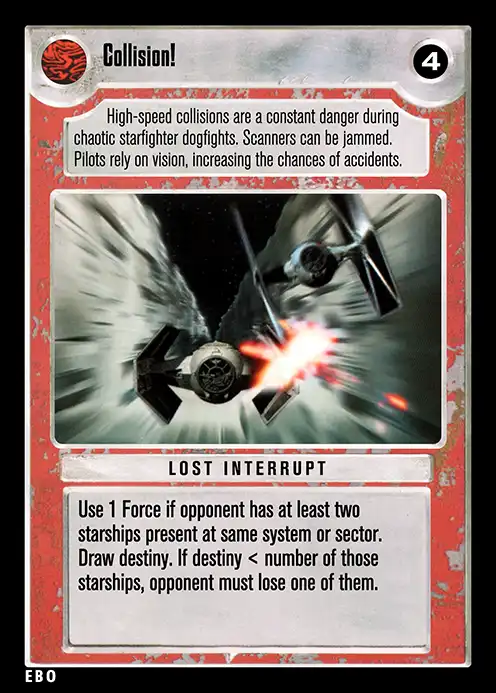 Collision!
4
High-speed collisions are a constant danger during
chaotic starfighter dogfights. Scanners can be jammed.
Pilots rely on vision, increasing the chances of accidents.
LOST INTERRUPT
Use 1 Force if opponent has at least two
starships present at same system or sector.
Draw destiny. If destiny < number of those
starships, opponent must lose one of them.
EBO